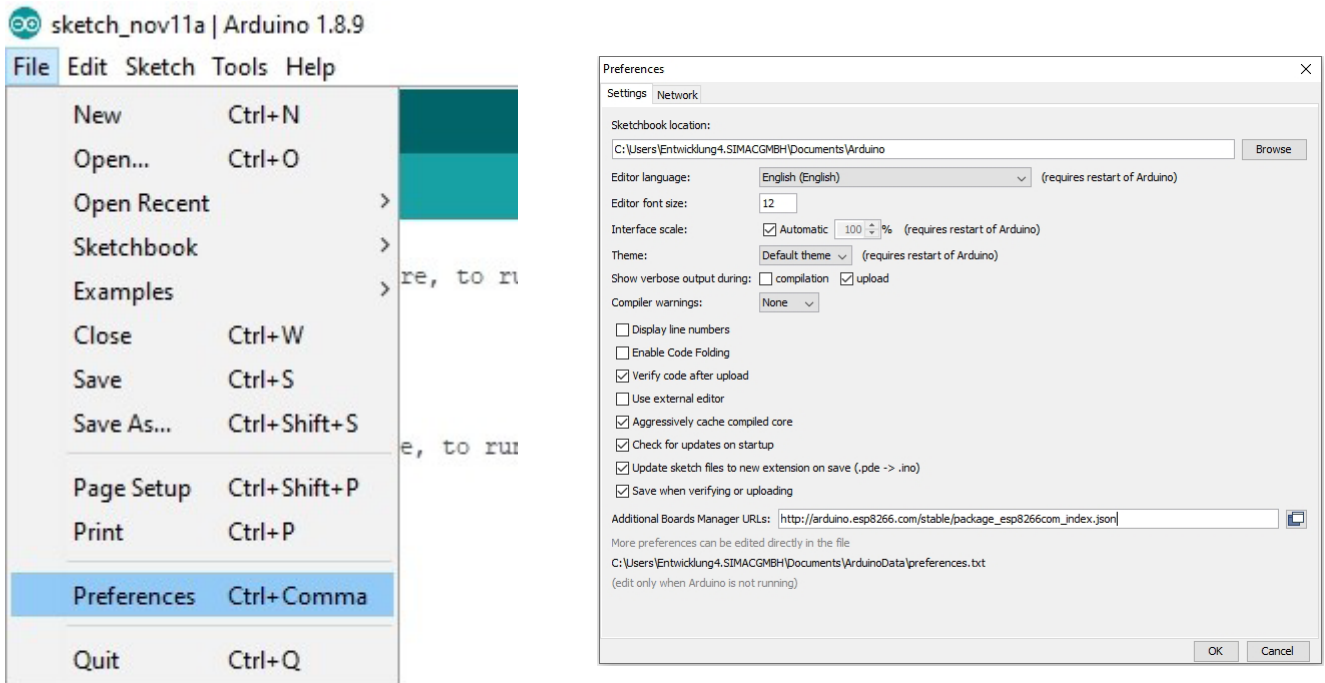 sketch_nov11a | Arduino 1.8.9
File Edit Sketch Tools Help
New Ctrl+N
Open... Ctrl+O
Open Recent >
Sketchbook >
Examples >
Close Ctrl+W
Save Ctrl+S
Save As... Ctrl+Shift+S
Page Setup Ctrl+Shift+P
Print Ctrl+P
Preferences Ctrl+Comma
Quit Ctrl+Q
re, to ru
e, to run
Preferences
Settings Network
Sketchbook location:
C:\Users\Entwicklung4.SIMACGMBH\Documents\Arduino Browse
Editor language: English (English) (requires restart of Arduino)
Editor font size: 12
Interface scale: Automatic 100 % (requires restart of Arduino)
Theme: Default theme (requires restart of Arduino)
Show verbose output during: compilation upload
Compiler warnings: None
Display line numbers
Enable Code Folding
Verify code after upload
Use external editor
Aggressively cache compiled core
Check for updates on startup
Update sketch files to new extension on save (.pde -> .ino)
Save when verifying or uploading
Additional Boards Manager URLs: http://arduino.esp8266.com/stable/package_esp8266com_index.json
More preferences can be edited directly in the file
C:\Users\Entwicklung4.SIMACGMBH\Documents\ArduinoData\preferences.txt
(edit only when Arduino is not running)
OK Cancel